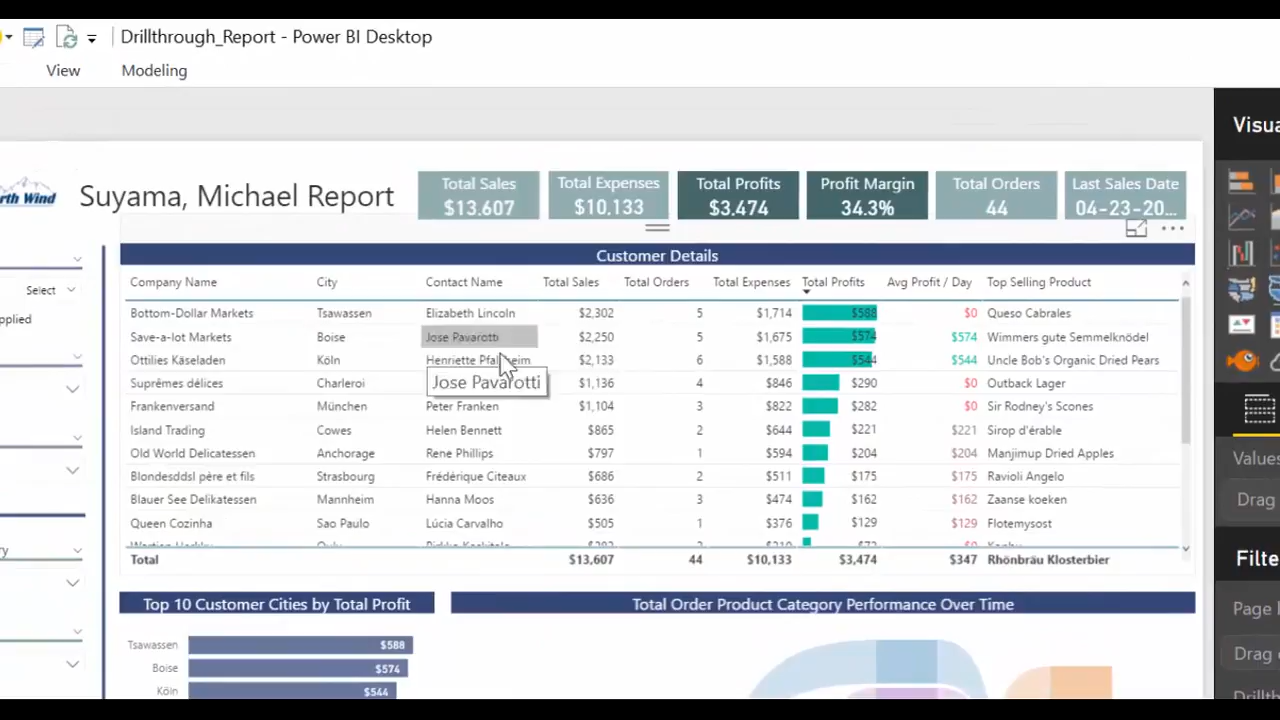 Drillthrough_Report - Power BI Desktop
View Modeling
Visua
rth Wind Suyama, Michael Report
Total Sales Total Expenses Total Profits Profit Margin Total Orders Last Sales Date
$13.607 $10.133 $3.474 34.3% 44 04-23-20...
Customer Details
Company Name City Contact Name Total Sales Total Orders Total Expenses Total Profits Avg Profit / Day Top Selling Product
Select
Bottom-Dollar Markets Tsawassen Elizabeth Lincoln $2,302 5 $1,714 $588 $0 Queso Cabrales
pplied
Save-a-lot Markets Boise Jose Pavarotti $2,250 5 $1,675 $574 $574 Wimmers gute Semmelknödel
Ottilies Käseladen Köln Henriette Pfalzheim $2,133 6 $1,588 $544 $544 Uncle Bob's Organic Dried Pears
Jose Pavarotti
Suprêmes délices Charleroi $1,136 4 $846 $290 $0 Outback Lager
Frankenversand München Peter Franken $1,104 3 $822 $282 $0 Sir Rodney's Scones
Island Trading Cowes Helen Bennett $865 2 $644 $221 $221 Sirop d'érable
Old World Delicatessen Anchorage Rene Phillips $797 1 $594 $204 $204 Manjimup Dried Apples
Values
Blondesddsl père et fils Strasbourg Frédérique Citeaux $686 2 $511 $175 $175 Ravioli Angelo
Blauer See Delikatessen Mannheim Hanna Moos $636 3 $474 $162 $162 Zaanse koeken
Drag
Queen Cozinha Sao Paulo Lúcia Carvalho $505 1 $376 $129 $129 Flotemysost
ry
Total $13,607 44 $10,133 $3,474 $347 Rhönbräu Klosterbier
Filte
Top 10 Customer Cities by Total Profit Total Order Product Category Performance Over Time
Page
Tsawassen $588
Drag
Boise $574
Köln $544
Drillth